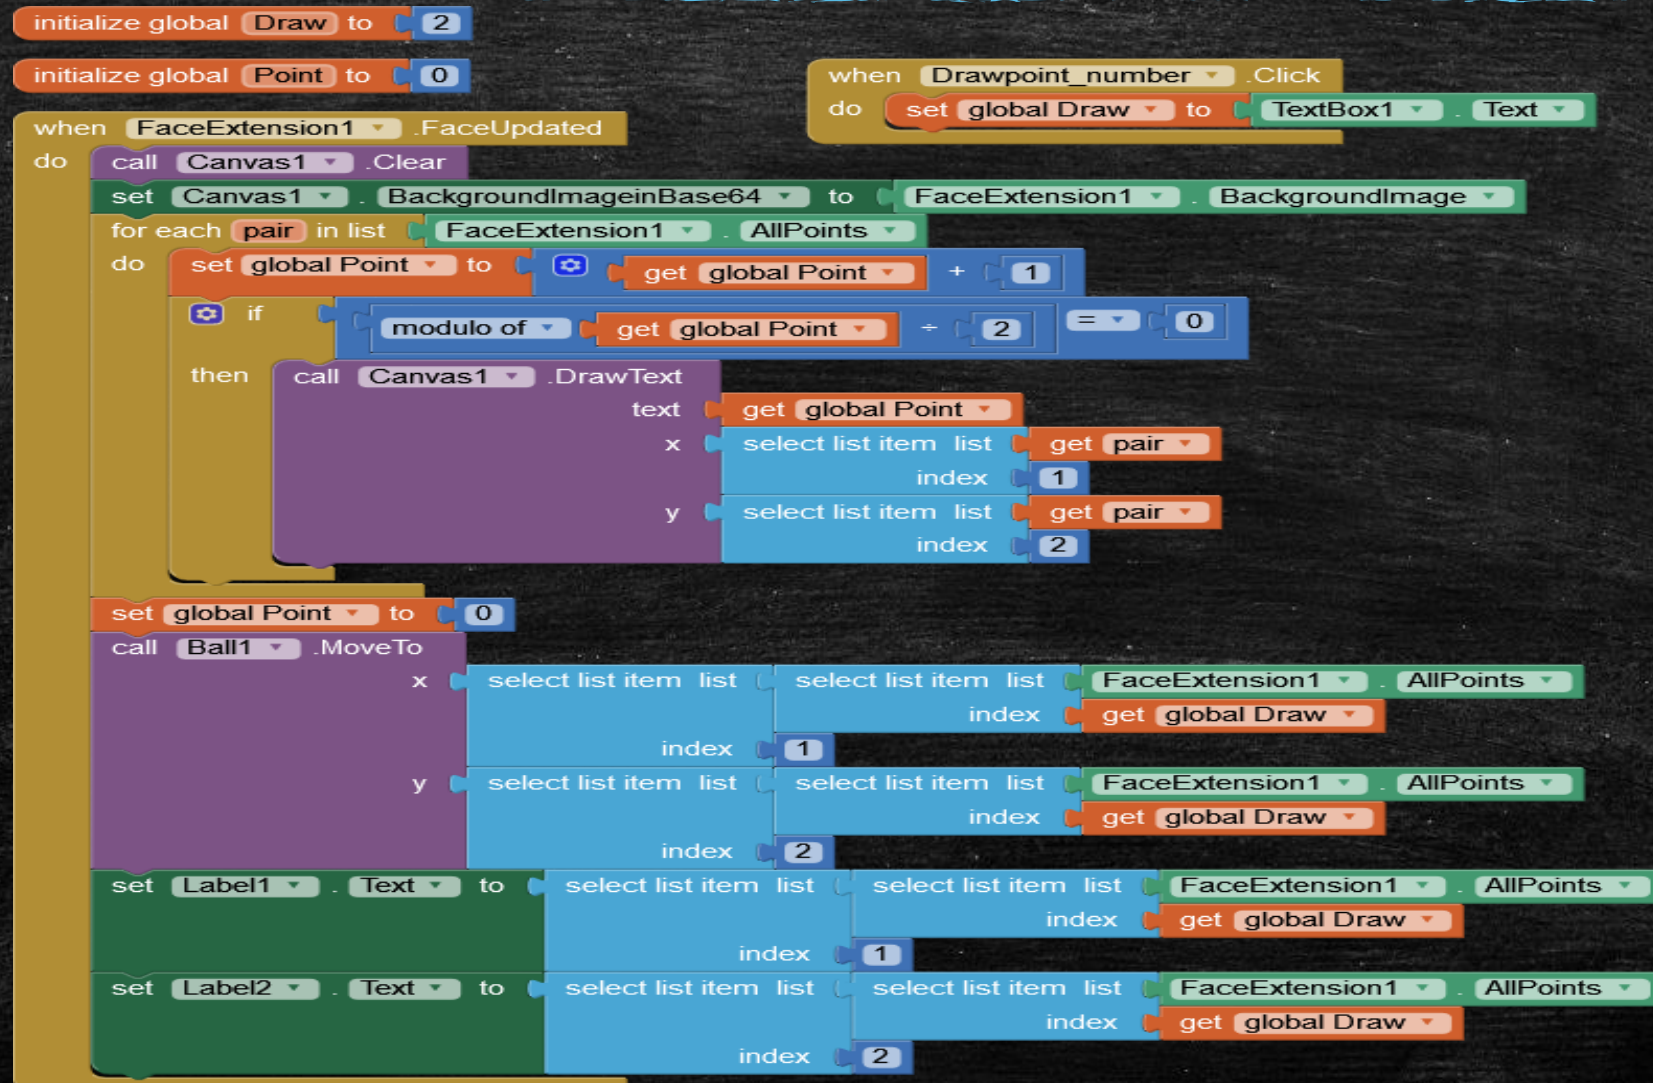 initialize global Draw to 2
initialize global Point to 0
when Drawpoint_number .Click
do set global Draw to TextBox1 . Text
when FaceExtension1 .FaceUpdated
do call Canvas1 .Clear
set Canvas1 . BackgroundImageinBase64 to FaceExtension1 . BackgroundImage
for each pair in list FaceExtension1 . AllPoints
do set global Point to get global Point + 1
if modulo of get global Point ÷ 2 = 0
then call Canvas1 .DrawText
text get global Point
x select list item list get pair
index 1
y select list item list get pair
index 2
set global Point to 0
call Ball1 .MoveTo
x select list item list select list item list FaceExtension1 . AllPoints
index get global Draw
index 1
y select list item list select list item list FaceExtension1 . AllPoints
index get global Draw
index 2
set Label1 . Text to select list item list select list item list FaceExtension1 . AllPoints
index get global Draw
index 1
set Label2 . Text to select list item list select list item list FaceExtension1 . AllPoints
index get global Draw
index 2